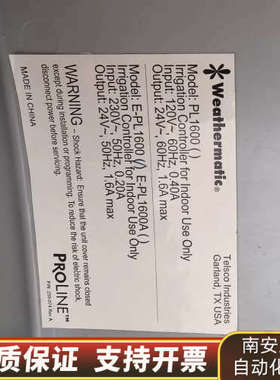 Weathermatic®
Telsco Industries
Garland, TX USA
Model: PL1600 ( )
Irrigation Controller for Indoor Use Only
Input: 120V~, 60Hz, 0.40A
Output: 24V~, 60Hz, 1.6A max
Model: E-PL1600 ( ), E-PL1600A ( )
Irrigation Controller for Indoor Use Only
Input: 230V~, 50Hz, 0.20A
Output: 24V~, 50Hz, 1.6A max
WARNING – Shock Hazard: Ensure that the unit cover remains closed
except during installation or programming. To reduce the risk of electric shock,
disconnect power before servicing.
MADE IN CHINA
PROLINE™
品质保证 支持开票
南安
自动化